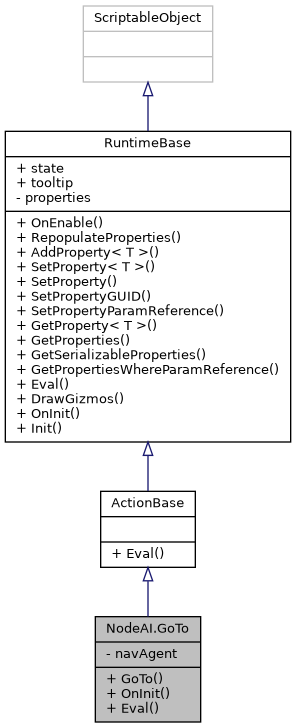 ScriptableObject
RuntimeBase
+ state
+ tooltip
- properties
+ OnEnable()
+ RepopulateProperties()
+ AddProperty< T >()
+ SetProperty< T >()
+ SetProperty()
+ SetPropertyGUID()
+ SetPropertyParamReference()
+ GetProperty< T >()
+ GetProperties()
+ GetSerializableProperties()
+ GetPropertiesWhereParamReference()
+ Eval()
+ DrawGizmos()
+ OnInit()
+ Init()
ActionBase
+ Eval()
NodeAI.GoTo
- navAgent
+ GoTo()
+ OnInit()
+ Eval()